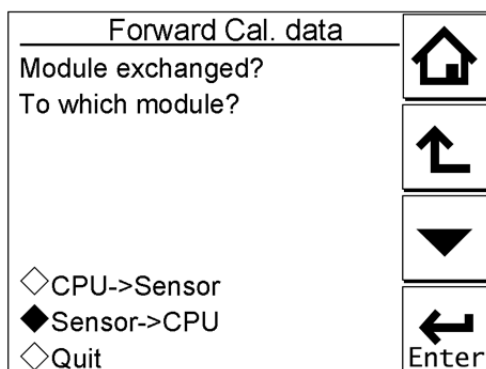 Forward Cal. data
Module exchanged?
To which module?
CPU->Sensor
Sensor->CPU
Quit
Enter